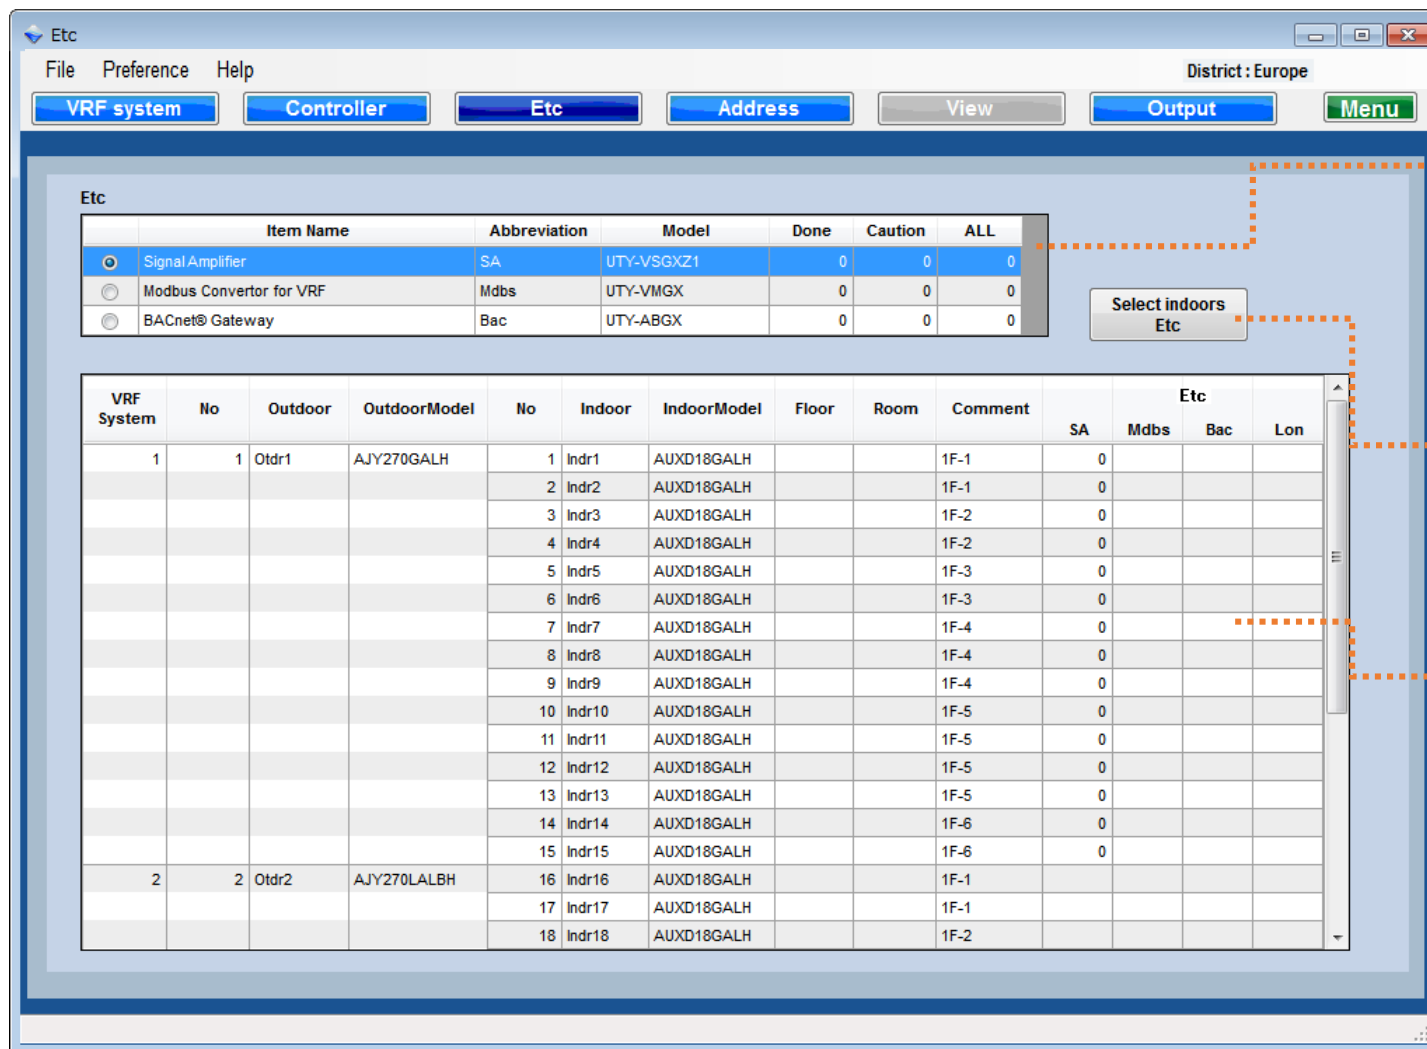 Etc
File Preference Help District : Europe
VRF system Controller Etc Address View Output Menu
Etc
Item Name Abbreviation Model Done Caution ALL
Signal Amplifier SA UTY-VSGXZ1 0 0 0
Modbus Convertor for VRF Mdbs UTY-VMGX 0 0 0
BACnet® Gateway Bac UTY-ABGX 0 0 0
Select indoors
Etc
VRF System No Outdoor OutdoorModel No Indoor IndoorModel Floor Room Comment Etc
SA Mdbs Bac Lon
1 1 Otdr1 AJY270GALH 1 Indr1 AUXD18GALH 1F-1 0
2 Indr2 AUXD18GALH 1F-1 0
3 Indr3 AUXD18GALH 1F-2 0
4 Indr4 AUXD18GALH 1F-2 0
5 Indr5 AUXD18GALH 1F-3 0
6 Indr6 AUXD18GALH 1F-3 0
7 Indr7 AUXD18GALH 1F-4 0
8 Indr8 AUXD18GALH 1F-4 0
9 Indr9 AUXD18GALH 1F-4 0
10 Indr10 AUXD18GALH 1F-5 0
11 Indr11 AUXD18GALH 1F-5 0
12 Indr12 AUXD18GALH 1F-5 0
13 Indr13 AUXD18GALH 1F-5 0
14 Indr14 AUXD18GALH 1F-6 0
15 Indr15 AUXD18GALH 1F-6 0
2 2 Otdr2 AJY270LALBH 16 Indr16 AUXD18GALH 1F-1
17 Indr17 AUXD18GALH 1F-1
18 Indr18 AUXD18GALH 1F-2